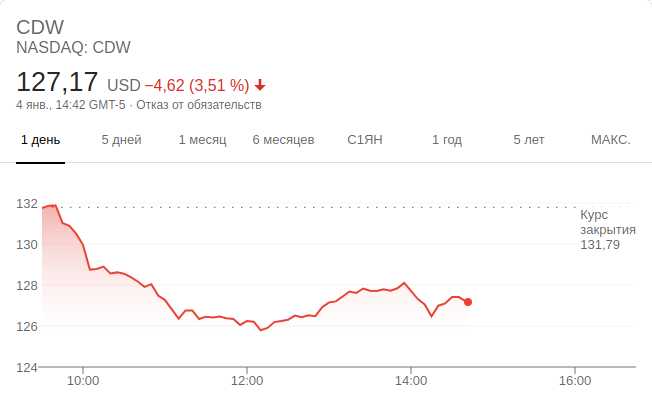 CDW
NASDAQ: CDW
127,17 USD −4,62 (3,51 %)
4 янв., 14:42 GMT-5 · Отказ от обязательств
1 день 5 дней 1 месяц 6 месяцев С1ЯН 1 год 5 лет МАКС.
132
Курс
закрытия
131,79
130
128
126
124
10:00 12:00 14:00 16:00